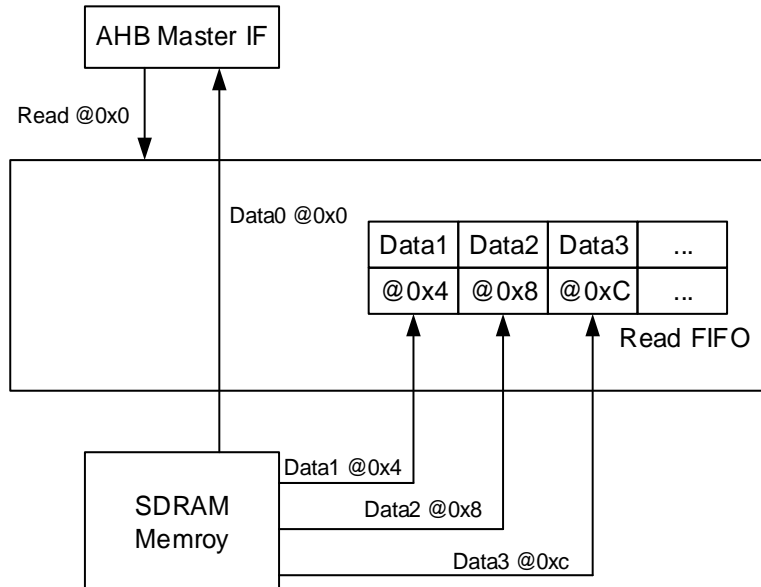 AHB Master IF
Read @0x0
Data0 @0x0
Data1 Data2 Data3 ...
@0x4 @0x8 @0xC ...
Read FIFO
Data1 @0x4
SDRAM
Memroy
Data2 @0x8
Data3 @0xc